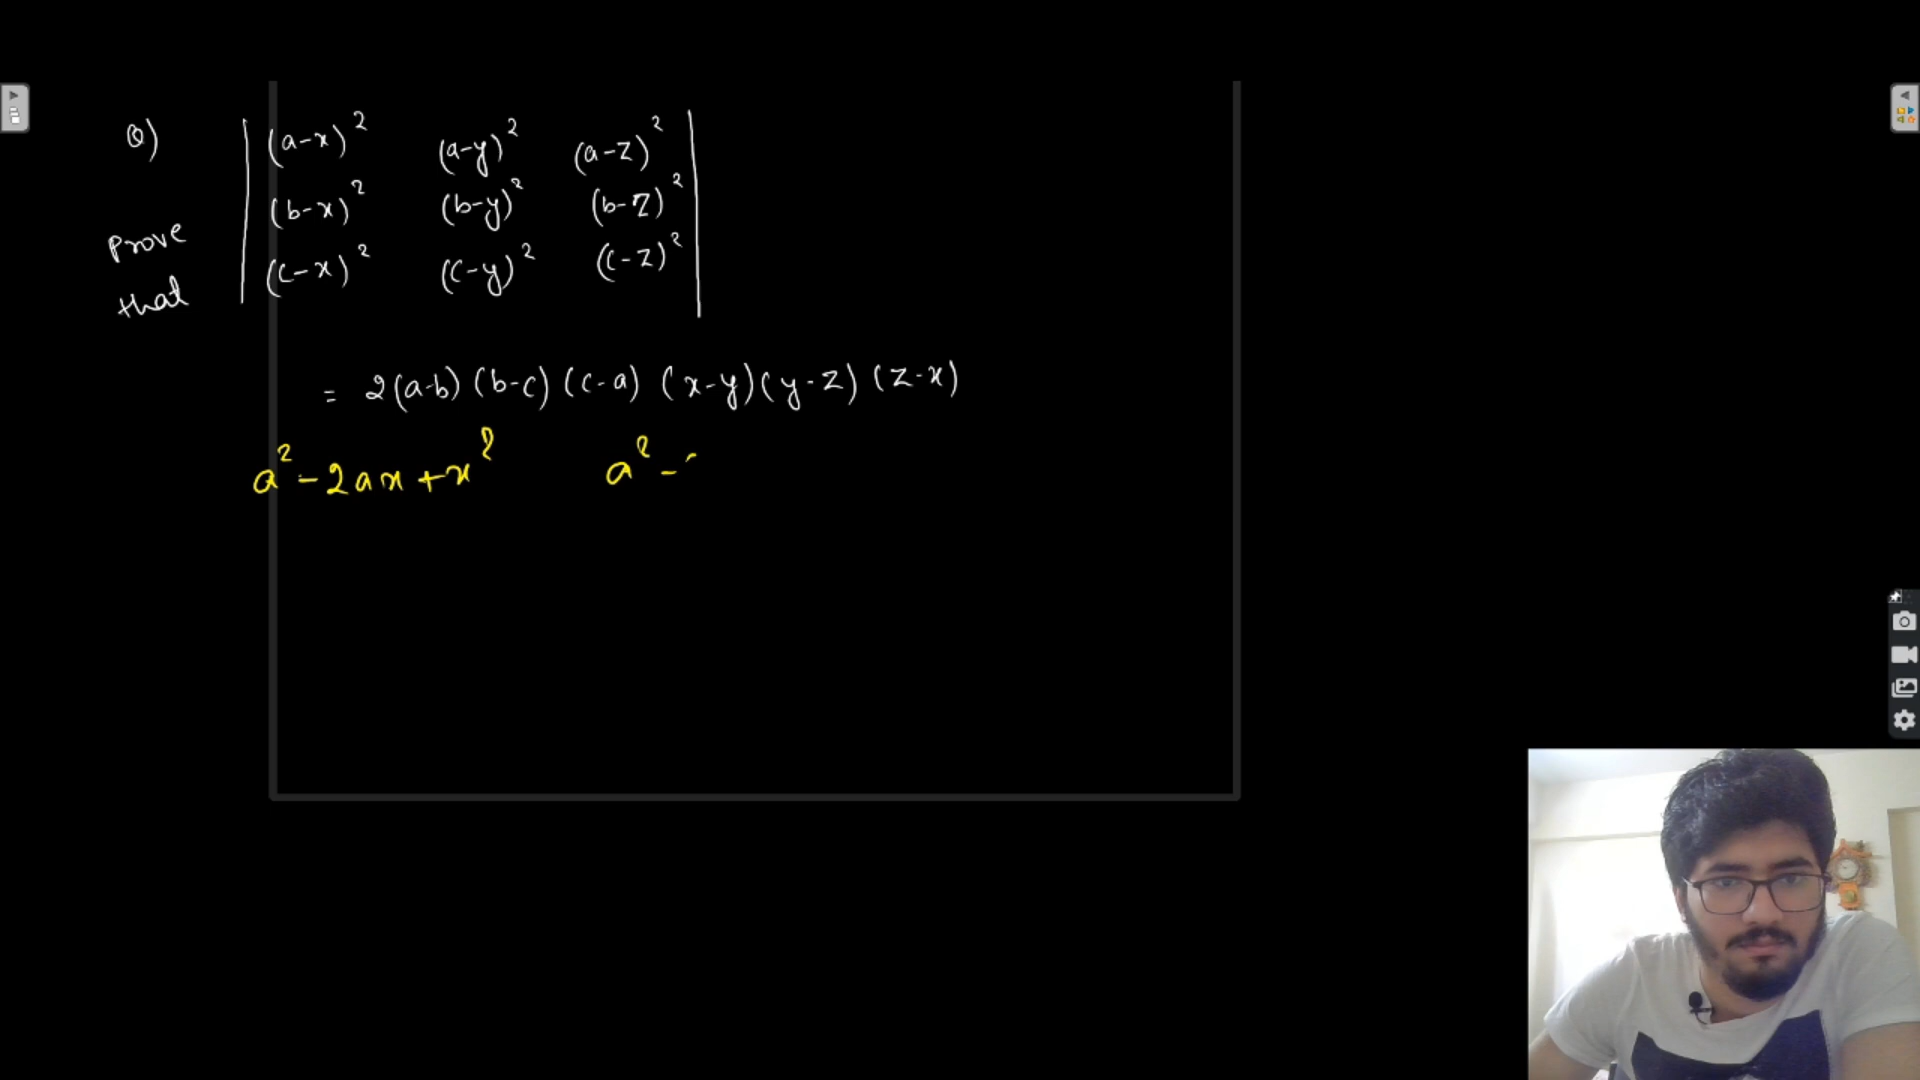 Q) | (a-x)² (a-y)² (a-z)² |
(b-x)² (b-y)² (b-z)²
prove
that (c-x)² (c-y)² (c-z)²
= 2(a-b) (b-c) (c-a) (x-y) (y-z) (z-x)
a² - 2ax + x² a² -